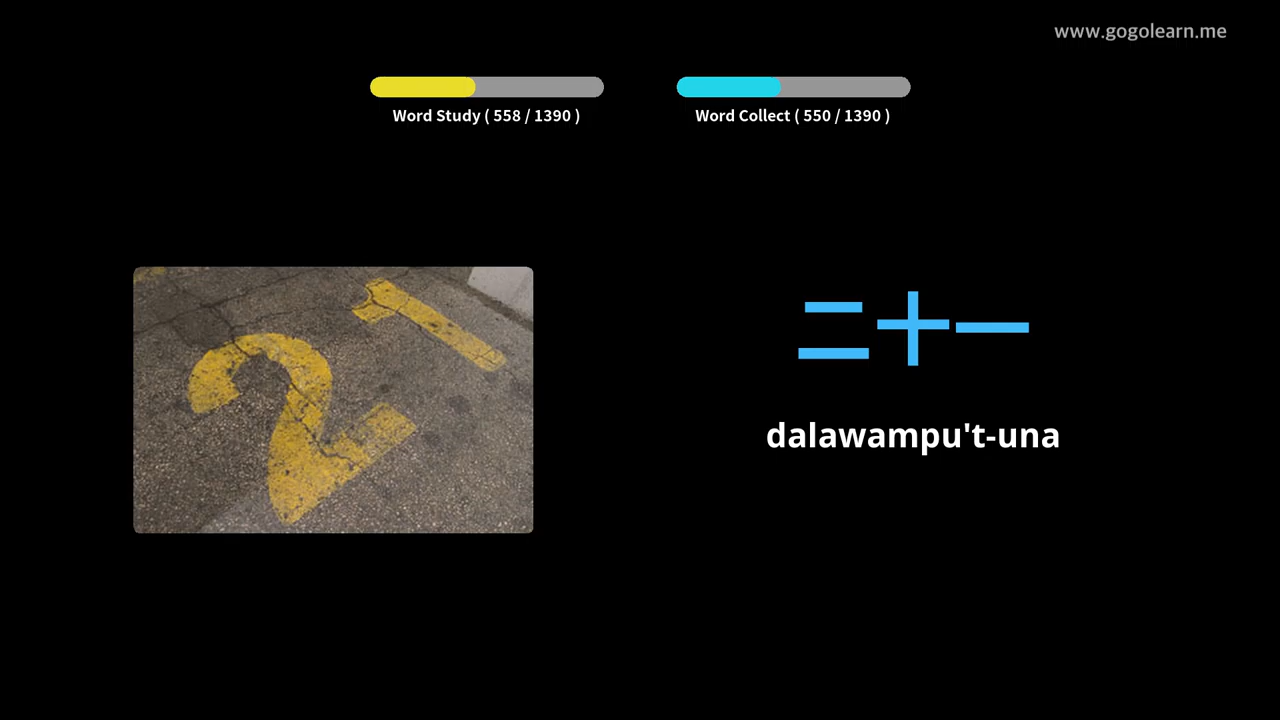 www.gogolearn.me
Word Study ( 558 / 1390 )
Word Collect ( 550 / 1390 )
21
二十一
dalawampu't-una